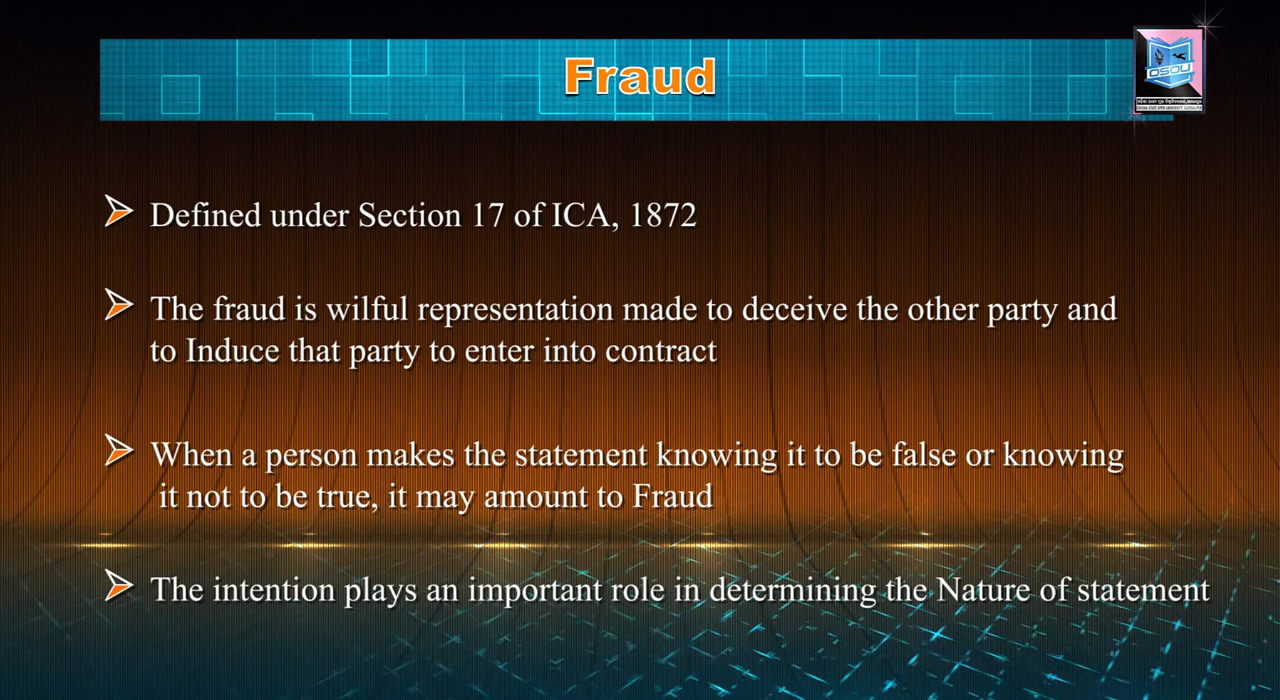 Fraud
OSOU
Defined under Section 17 of ICA, 1872
The fraud is wilful representation made to deceive the other party and
to Induce that party to enter into contract
When a person makes the statement knowing it to be false or knowing
it not to be true, it may amount to Fraud
The intention plays an important role in determining the Nature of statement